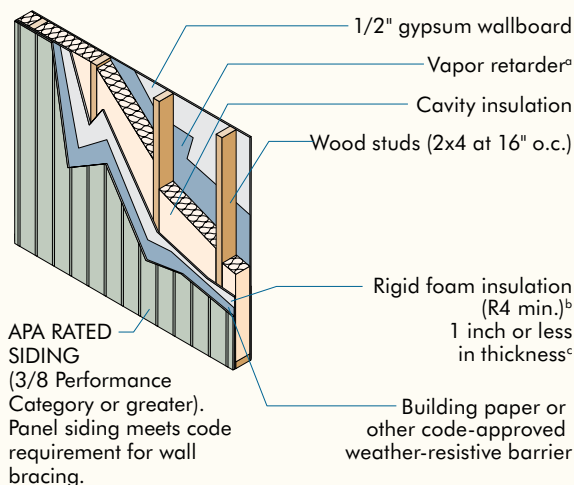 1/2" gypsum wallboard
Vapor retarderᵃ
Cavity insulation
Wood studs (2x4 at 16" o.c.)
Rigid foam insulation
(R4 min.)ᵇ
1 inch or less
in thicknessᶜ
APA RATED
SIDING
(3/8 Performance
Category or greater).
Panel siding meets code
requirement for wall
bracing.
Building paper or
other code-approved
weather-resistive barrier